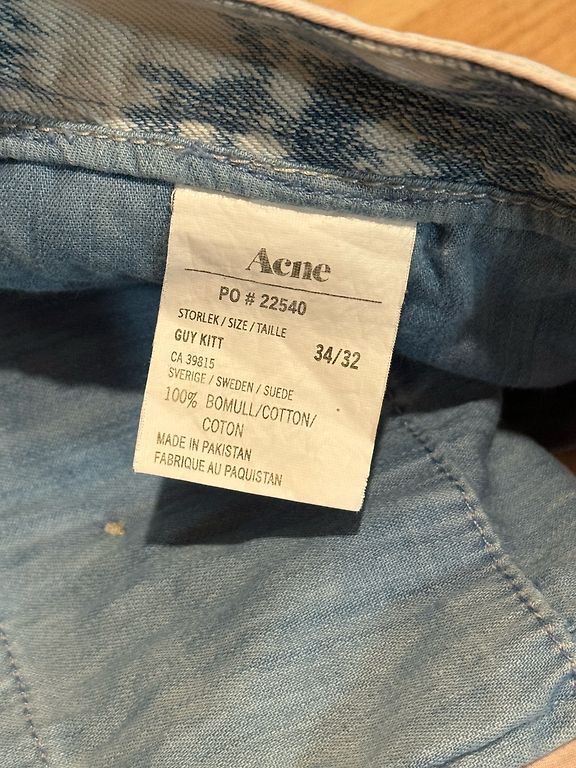 Acne
PO # 22540
STORLEK / SIZE / TAILLE
GUY KITT 34/32
CA 39815
SVERIGE / SWEDEN / SUEDE
100% BOMULL/COTTON/
COTON
MADE IN PAKISTAN
FABRIQUE AU PAQUISTAN